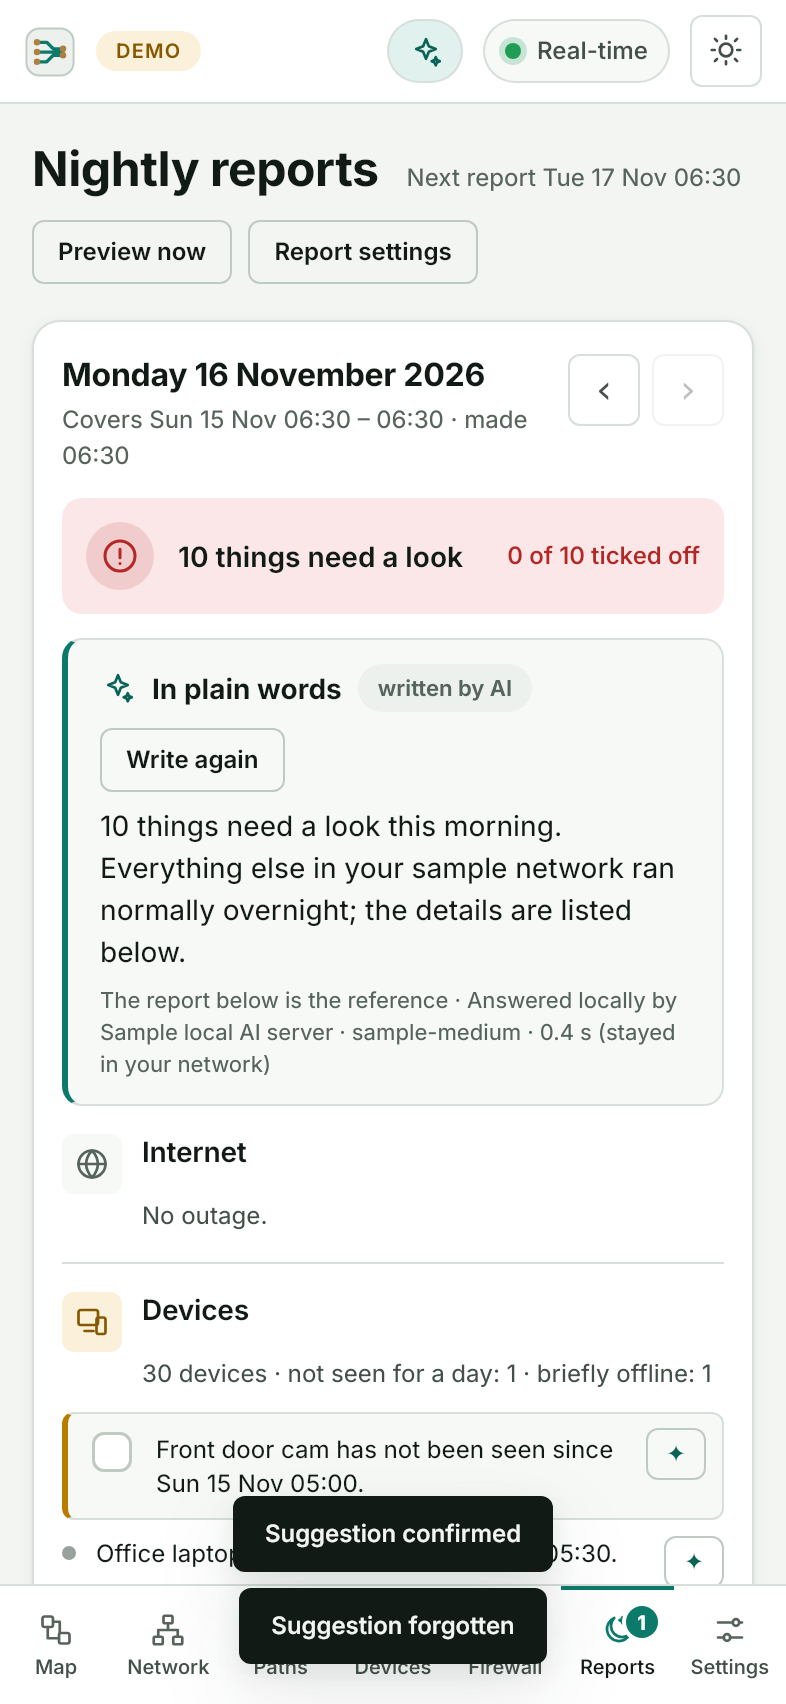 DEMO
Real-time
Nightly reports
Next report Tue 17 Nov 06:30
Preview now
Report settings
Monday 16 November 2026
Covers Sun 15 Nov 06:30 – 06:30 · made
06:30
10 things need a look
0 of 10 ticked off
In plain words
written by AI
Write again
10 things need a look this morning.
Everything else in your sample network ran
normally overnight; the details are listed
below.
The report below is the reference · Answered locally by
Sample local AI server · sample-medium · 0.4 s (stayed
in your network)
Internet
No outage.
Devices
30 devices · not seen for a day: 1 · briefly offline: 1
Front door cam has not been seen since
Sun 15 Nov 05:00.
Suggestion confirmed
Office laptop 05:30.
Suggestion forgotten
1
Map
Network
Paths
Devices
Firewall
Reports
Settings